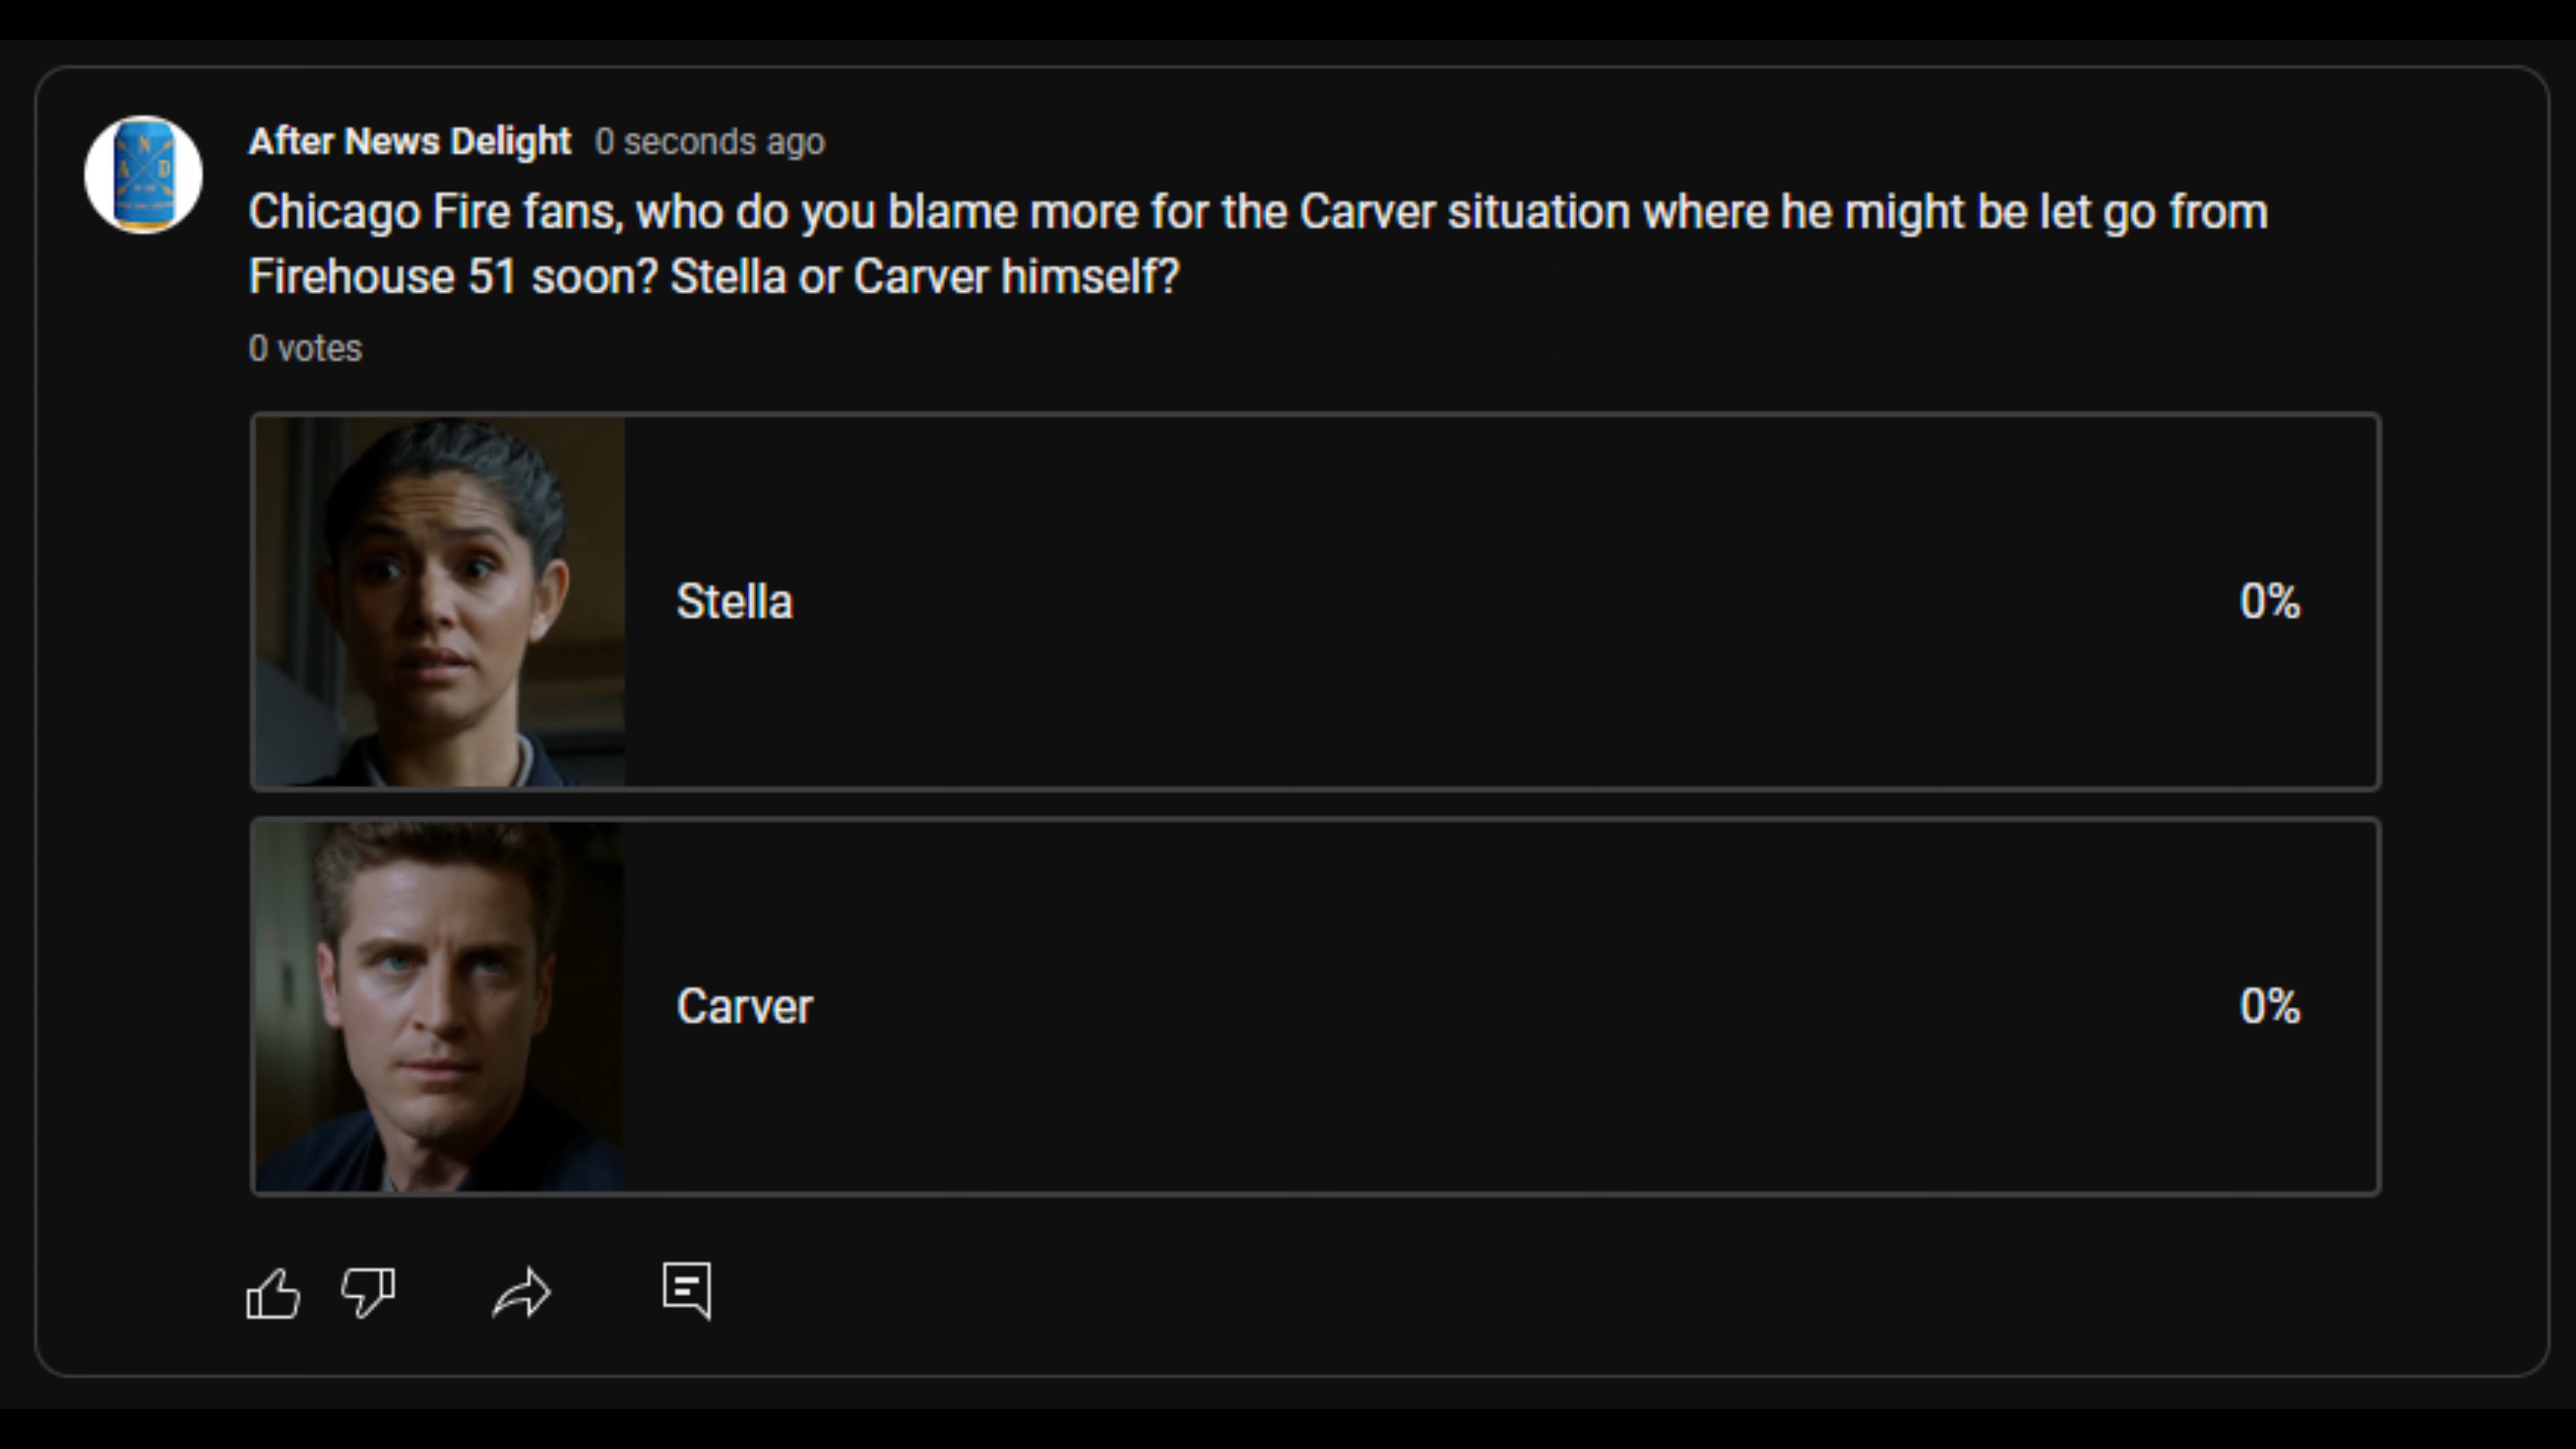 After News Delight 0 seconds ago
Chicago Fire fans, who do you blame more for the Carver situation where he might be let go from
Firehouse 51 soon? Stella or Carver himself?
0 votes
Stella 0%
Carver 0%
N
A D